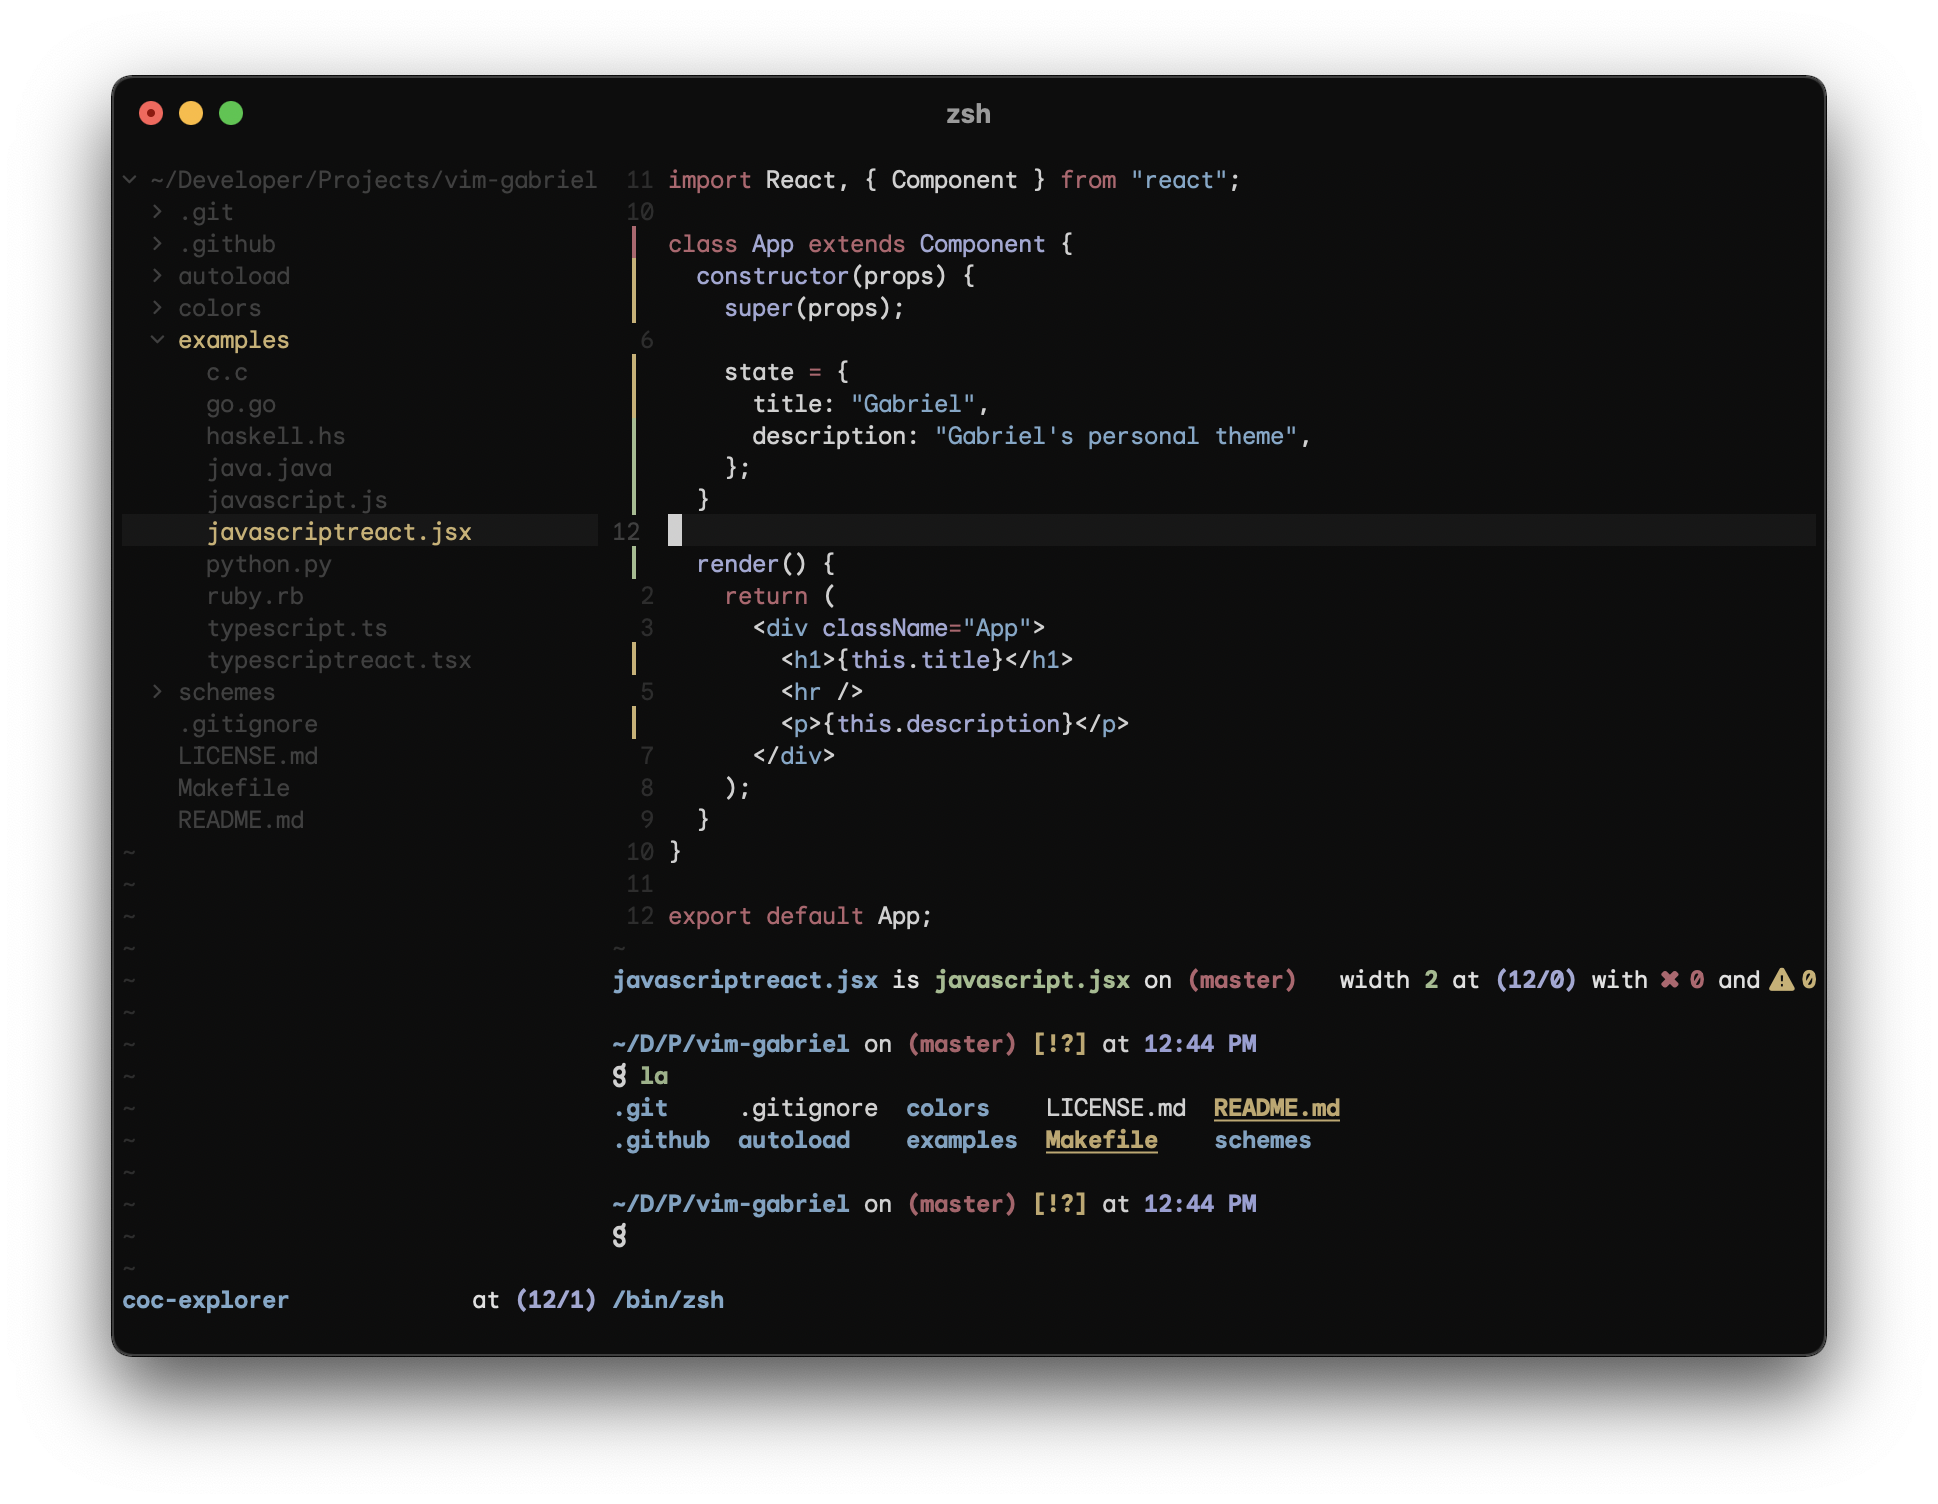 zsh
~/Developer/Projects/vim-gabriel
.git
.github
autoload
colors
examples
c.c
go.go
haskell.hs
java.java
javascript.js
javascriptreact.jsx
python.py
ruby.rb
typescript.ts
typescriptreact.tsx
schemes
.gitignore
LICENSE.md
Makefile
README.md
~
~
~
~
~
~
~
~
~
~
~
~
~
~
coc-explorer at (12/1)
11 import React, { Component } from "react";
10
class App extends Component {
  constructor(props) {
    super(props);
6
    state = {
      title: "Gabriel",
      description: "Gabriel's personal theme",
    };
  }
12
  render() {
2     return (
3       <div className="App">
        <h1>{this.title}</h1>
5         <hr />
        <p>{this.description}</p>
7       </div>
8     );
9   }
10 }
11
12 export default App;
~
javascriptreact.jsx is javascript.jsx on (master) width 2 at (12/0) with ✖ 0 and ⚠ 0
~/D/P/vim-gabriel on (master) [!?] at 12:44 PM
g la
.git .gitignore colors LICENSE.md README.md
.github autoload examples Makefile schemes
~/D/P/vim-gabriel on (master) [!?] at 12:44 PM
g
/bin/zsh